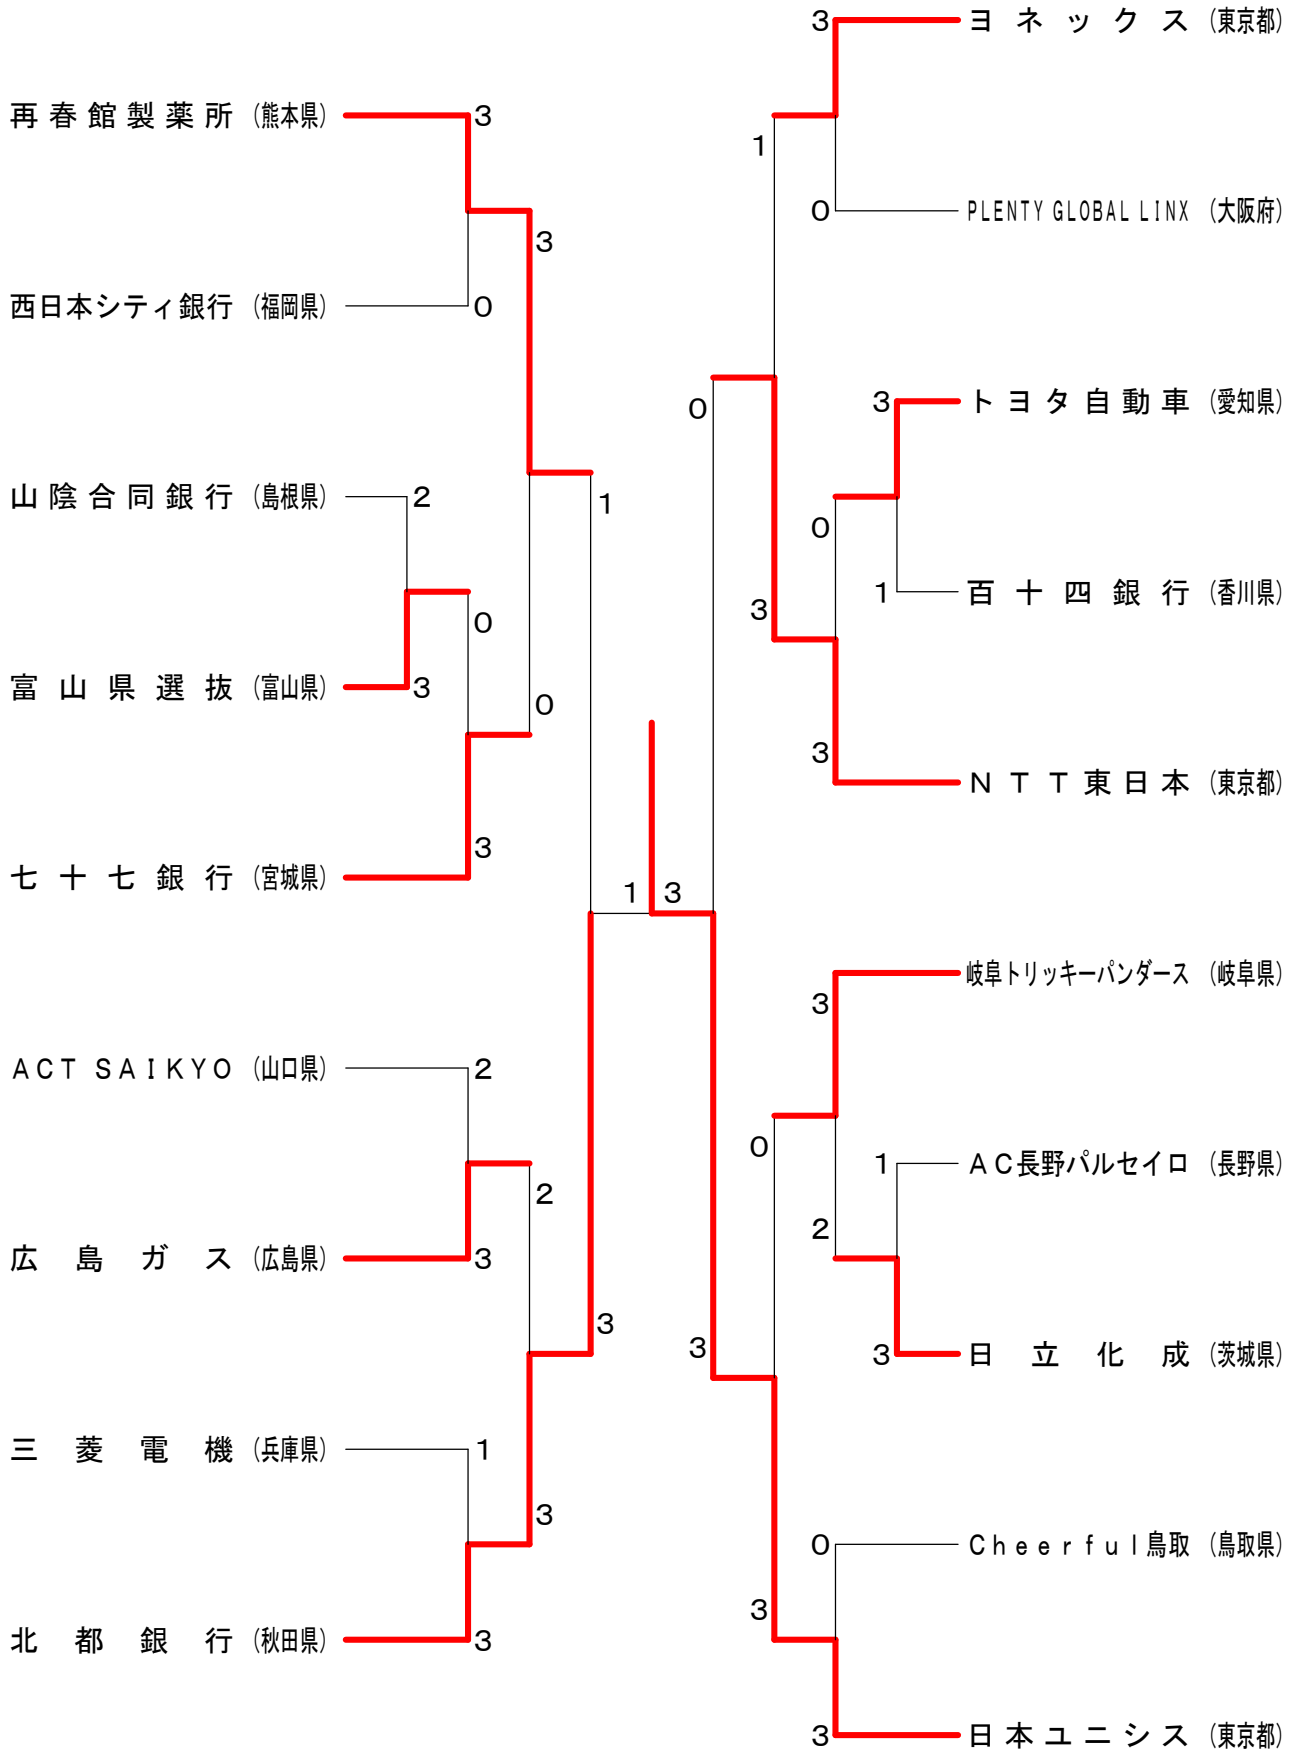 再春館製薬所 (熊本県) 3
3
西日本シティ銀行 (福岡県) 0
山陰合同銀行 (島根県) 2
1
0
富山県選抜 (富山県) 3
0
七十七銀行 (宮城県) 3
ACT SAIKYO (山口県) 2
2
広島ガス (広島県) 3
3
三菱電機 (兵庫県) 1
3
北都銀行 (秋田県) 3
1 3
3 ヨネックス (東京都)
1
0 PLENTY GLOBAL LINX (大阪府)
0
3 トヨタ自動車 (愛知県)
0
1 百十四銀行 (香川県)
3
3 NTT東日本 (東京都)
岐阜トリッキーパンダース (岐阜県)
3
0
1 AC長野パルセイロ (長野県)
2
3
3 日立化成 (茨城県)
0 Cheerful鳥取 (鳥取県)
3
3 日本ユニシス (東京都)